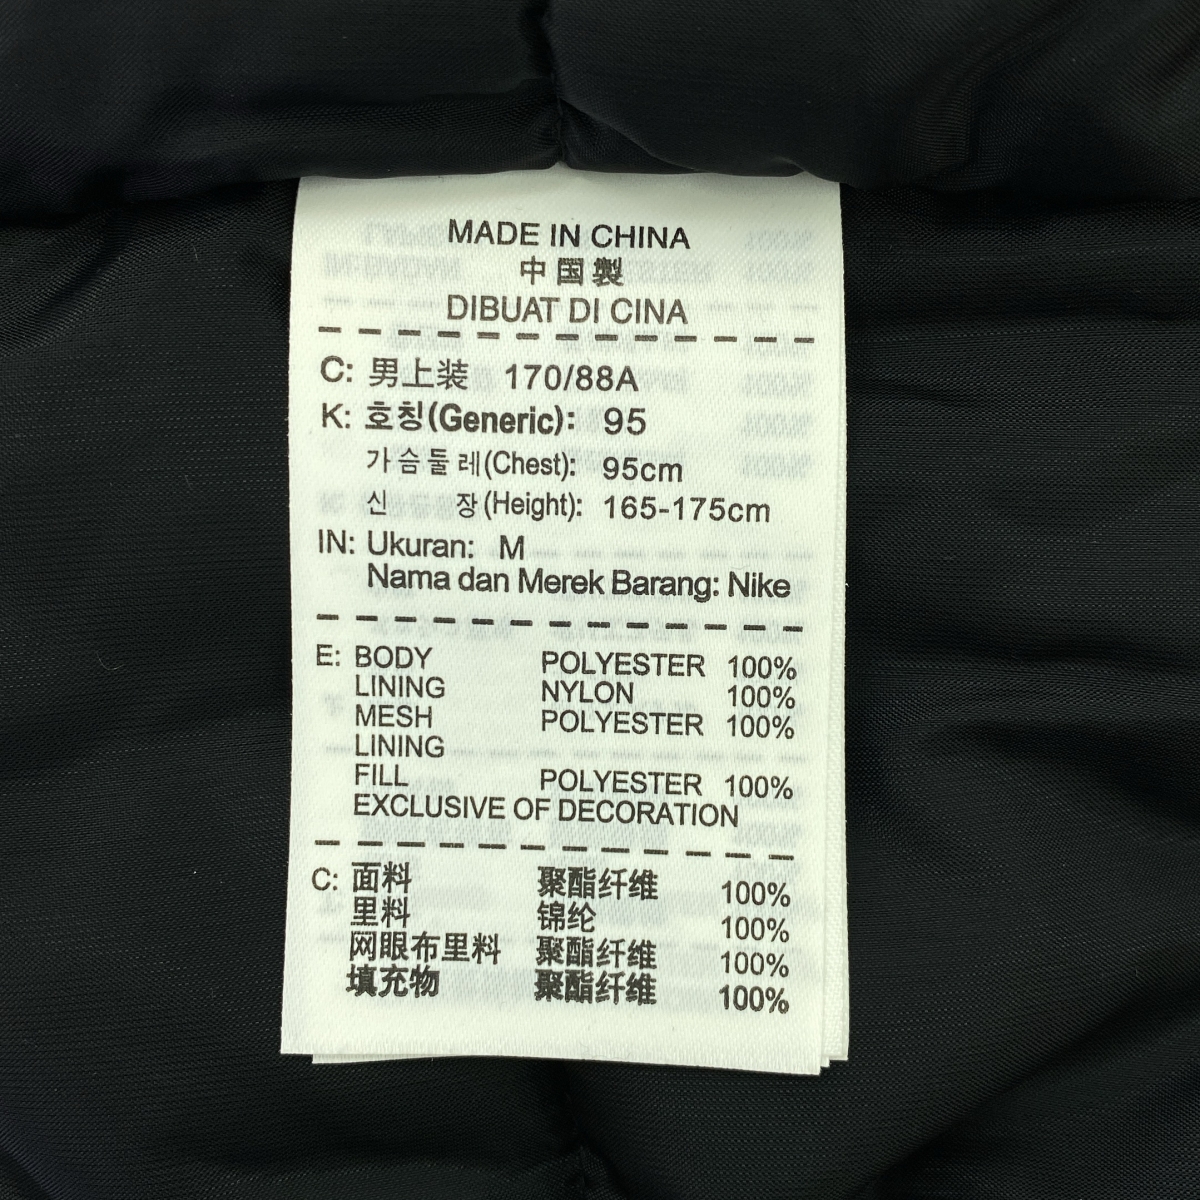 MADE IN CHINA
中国製
DIBUAT DI CINA
C: 男上装 170/88A
K: 호칭(Generic): 95
가슴둘레(Chest): 95cm
신 장(Height): 165-175cm
IN: Ukuran: M
Nama dan Merek Barang: Nike
E: BODY POLYESTER 100%
LINING NYLON 100%
MESH POLYESTER 100%
LINING
FILL POLYESTER 100%
EXCLUSIVE OF DECORATION
C: 面料 聚酯纤维 100%
里料 锦纶 100%
网眼布里料 聚酯纤维 100%
填充物 聚酯纤维 100%